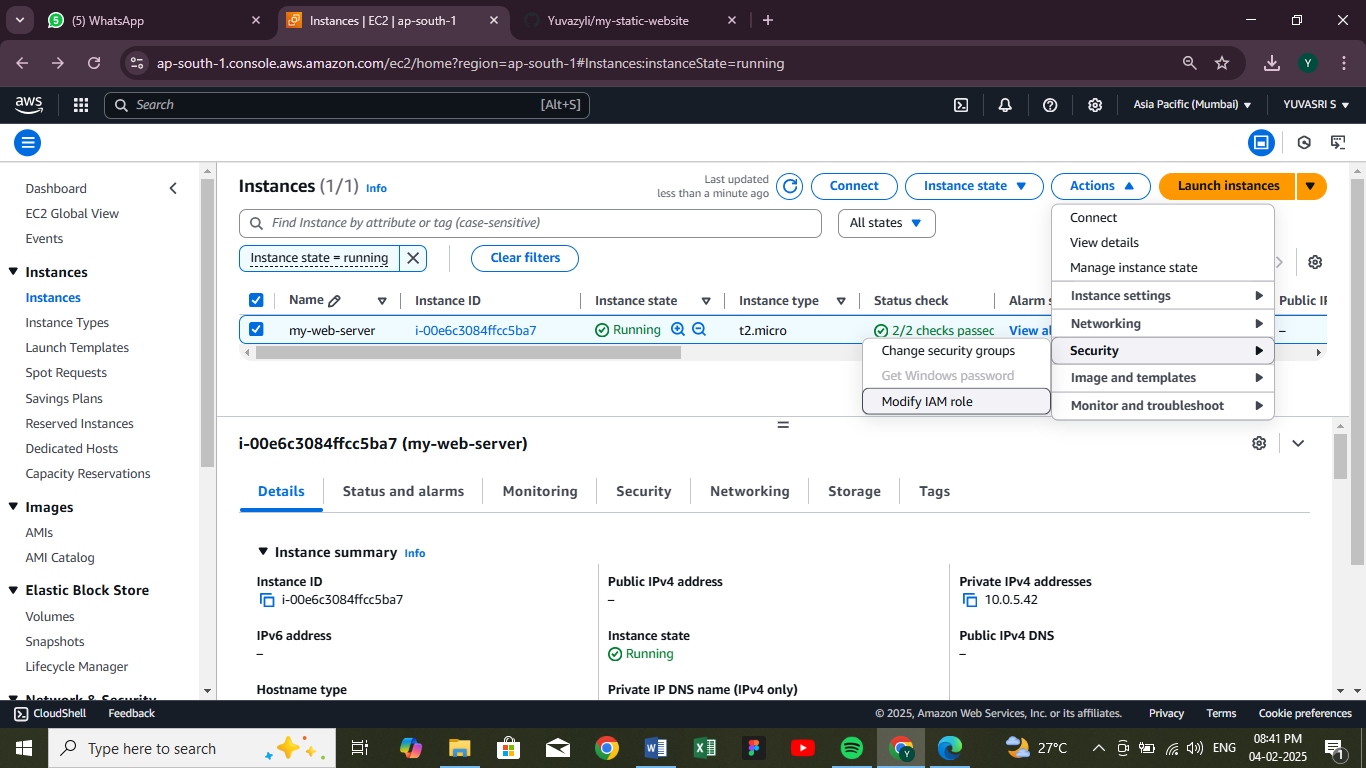 (5) WhatsApp
Instances | EC2 | ap-south-1
Yuvazyli/my-static-website
ap-south-1.console.aws.amazon.com/ec2/home?region=ap-south-1#Instances:instanceState=running
Y
aws
Search
[Alt+S]
Asia Pacific (Mumbai)
YUVASRI S
Dashboard
EC2 Global View
Events
Instances
Instances
Instance Types
Launch Templates
Spot Requests
Savings Plans
Reserved Instances
Dedicated Hosts
Capacity Reservations
Images
AMIs
AMI Catalog
Elastic Block Store
Volumes
Snapshots
Lifecycle Manager
Network & Security
Instances (1/1) Info
Last updated
less than a minute ago
Connect
Instance state
Actions
Launch instances
Find Instance by attribute or tag (case-sensitive)
All states
Instance state = running
Clear filters
Name
Instance ID
Instance state
Instance type
Status check
Alarm s
Public IP
my-web-server
i-00e6c3084ffcc5ba7
Running
t2.micro
2/2 checks passec
View al
–
Connect
View details
Manage instance state
Instance settings
Networking
Security
Image and templates
Monitor and troubleshoot
Change security groups
Get Windows password
Modify IAM role
i-00e6c3084ffcc5ba7 (my-web-server)
Details
Status and alarms
Monitoring
Security
Networking
Storage
Tags
Instance summary Info
Instance ID
i-00e6c3084ffcc5ba7
Public IPv4 address
–
Private IPv4 addresses
10.0.5.42
IPv6 address
–
Instance state
Running
Public IPv4 DNS
–
Hostname type
Private IP DNS name (IPv4 only)
CloudShell
Feedback
© 2025, Amazon Web Services, Inc. or its affiliates.
Privacy
Terms
Cookie preferences
Type here to search
27°C
ENG
08:41 PM
04-02-2025
1